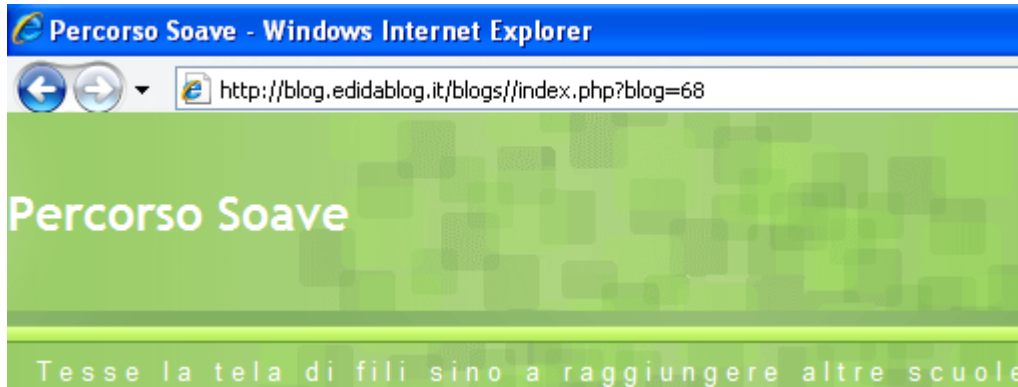 Percorso Soave - Windows Internet Explorer
http://blog.edidablog.it/blogs//index.php?blog=68
Percorso Soave
Tesse la tela di fili sino a raggiungere altre scuole